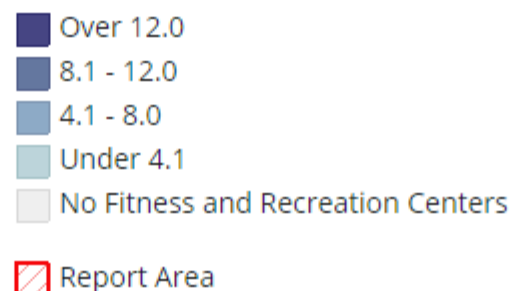 Over 12.0
8.1 - 12.0
4.1 - 8.0
Under 4.1
No Fitness and Recreation Centers
Report Area